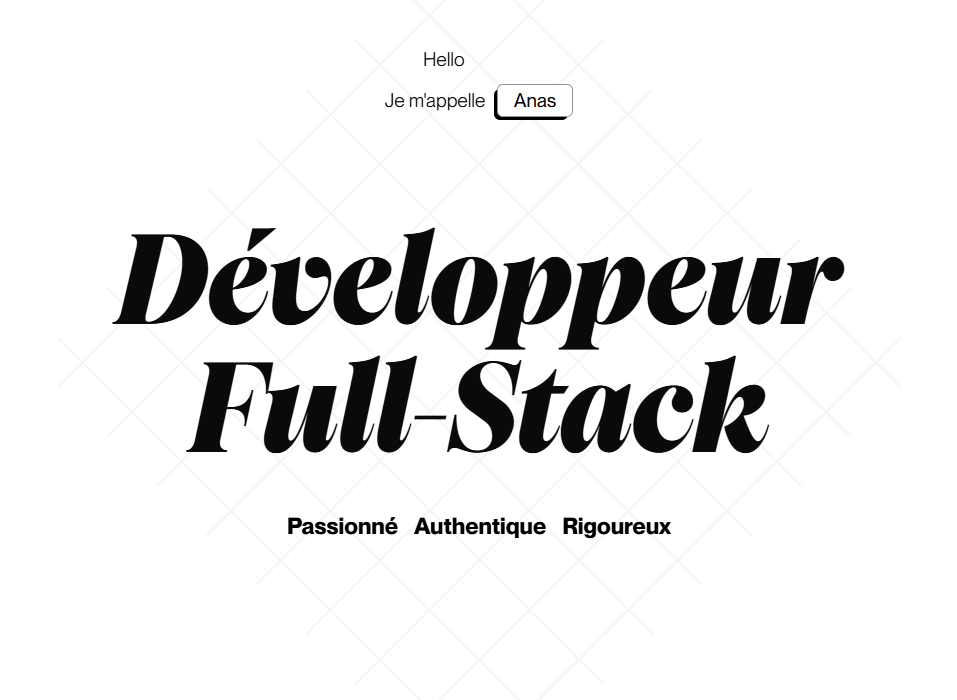 Hello
Je m'appelle Anas
Développeur
Full-Stack
Passionné Authentique Rigoureux